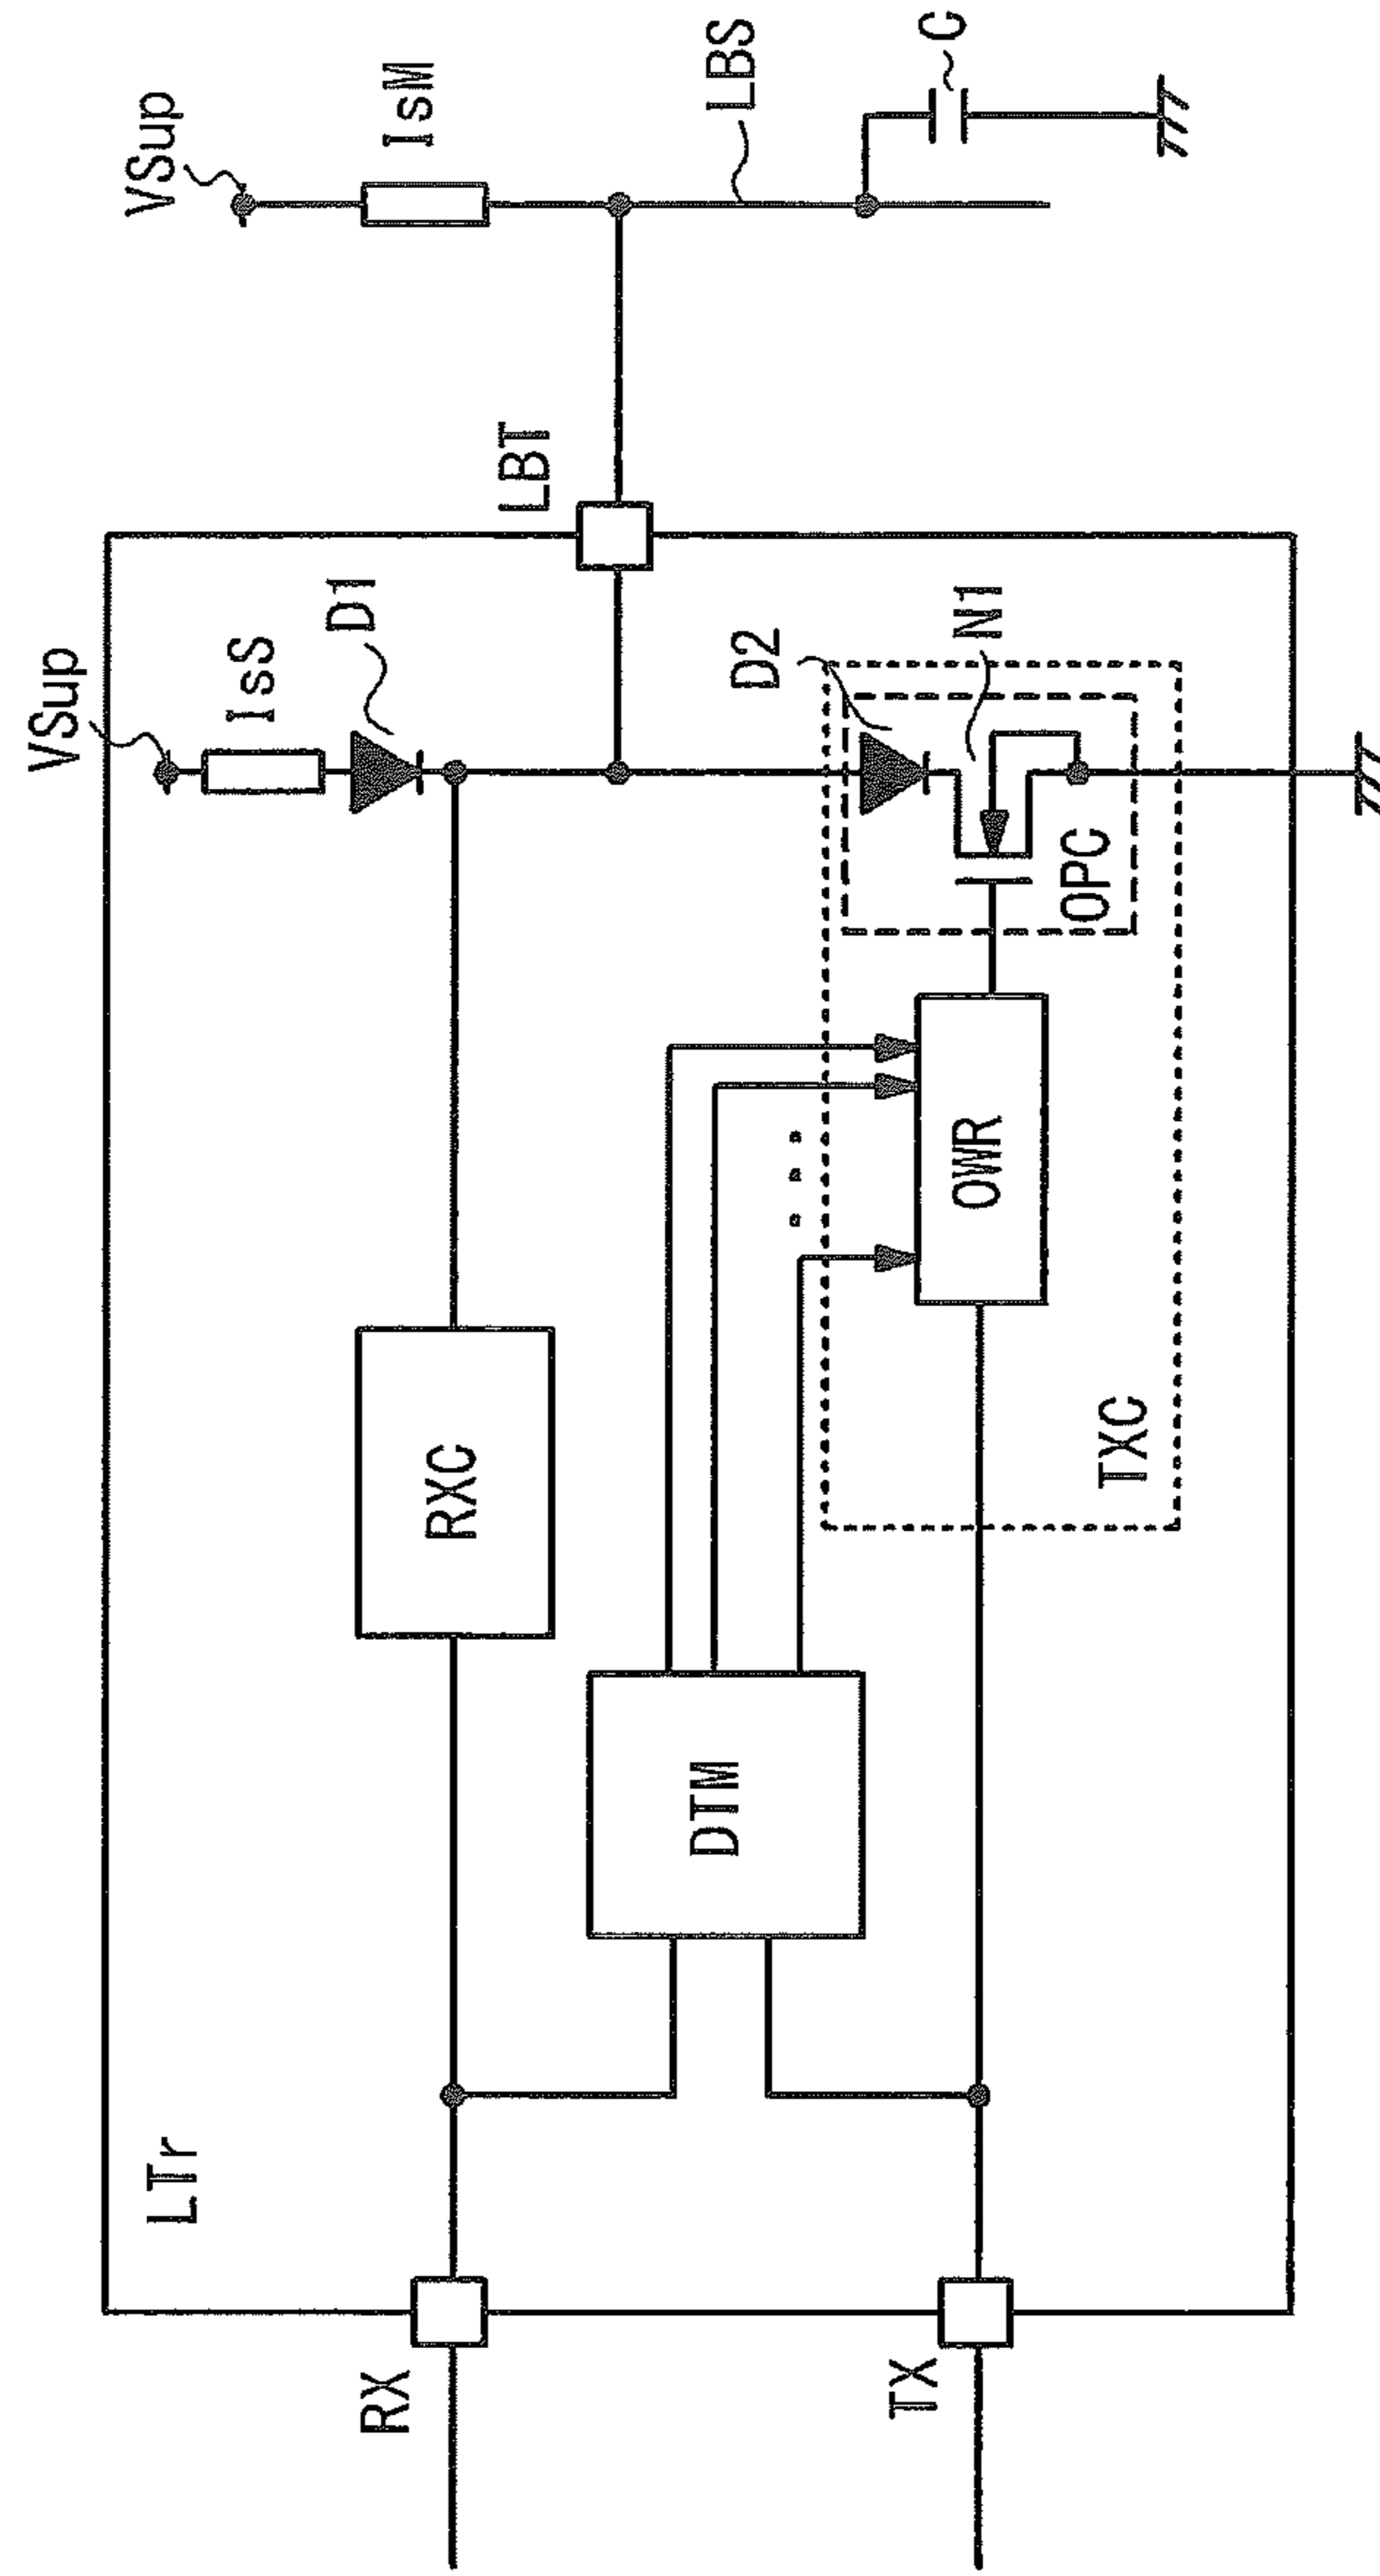 VSup
IsM
LBS
C
LBT
VSup
IsS
D1
D2
N1
OPC
OWR
TXC
RXC
DTM
LTr
RX
TX